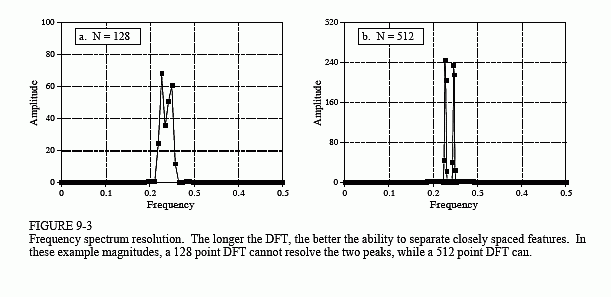 a. N = 128
100
80
60
40
20
0
Amplitude
0 0.1 0.2 0.3 0.4 0.5
Frequency
b. N = 512
320
240
160
80
0
Amplitude
0 0.1 0.2 0.3 0.4 0.5
Frequency
FIGURE 9-3
Frequency spectrum resolution. The longer the DFT, the better the ability to separate closely spaced features. In
these example magnitudes, a 128 point DFT cannot resolve the two peaks, while a 512 point DFT can.